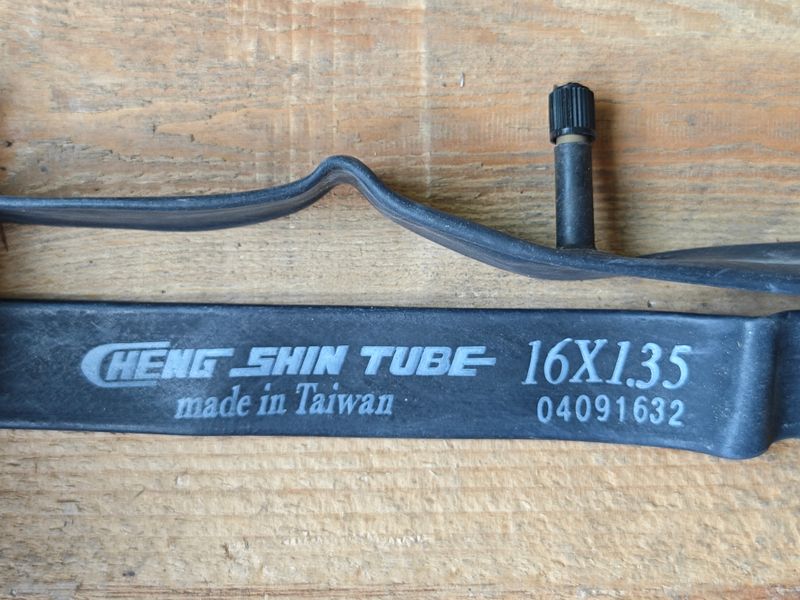 CHENG SHIN TUBE 16X1.35
made in Taiwan 04091632